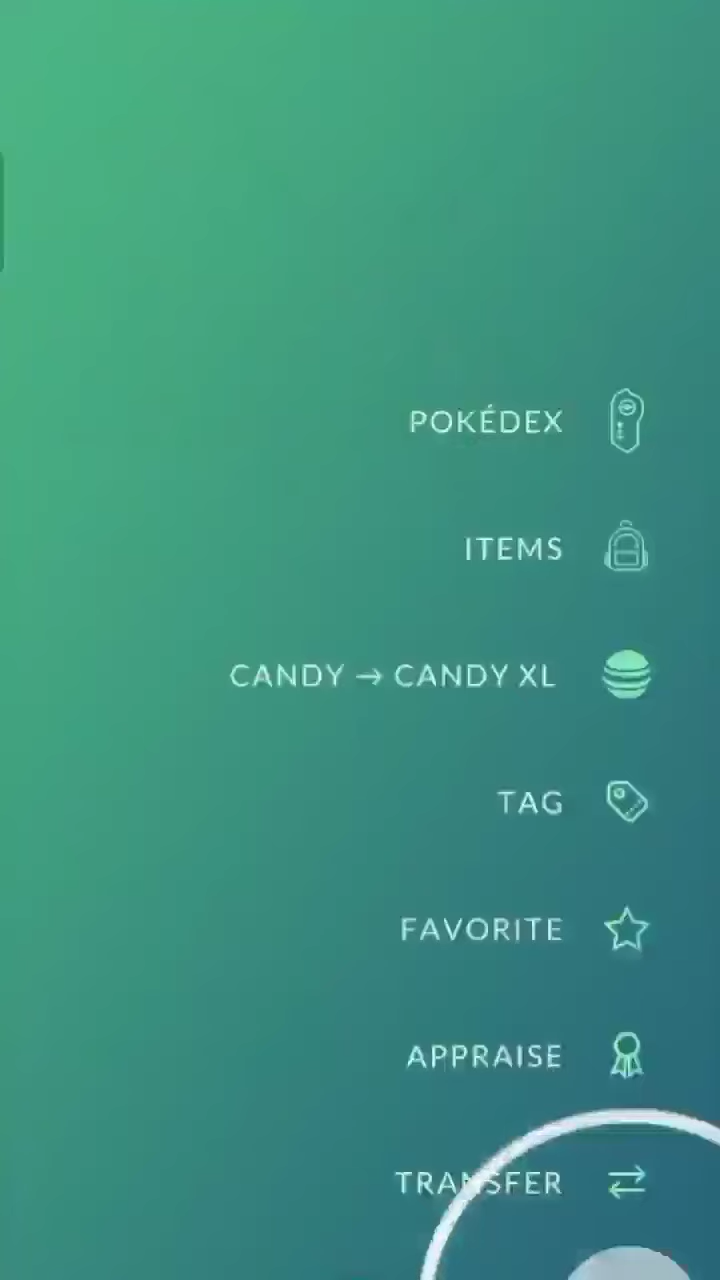 POKÉDEX
ITEMS
CANDY → CANDY XL
TAG
FAVORITE
APPRAISE
TRANSFER